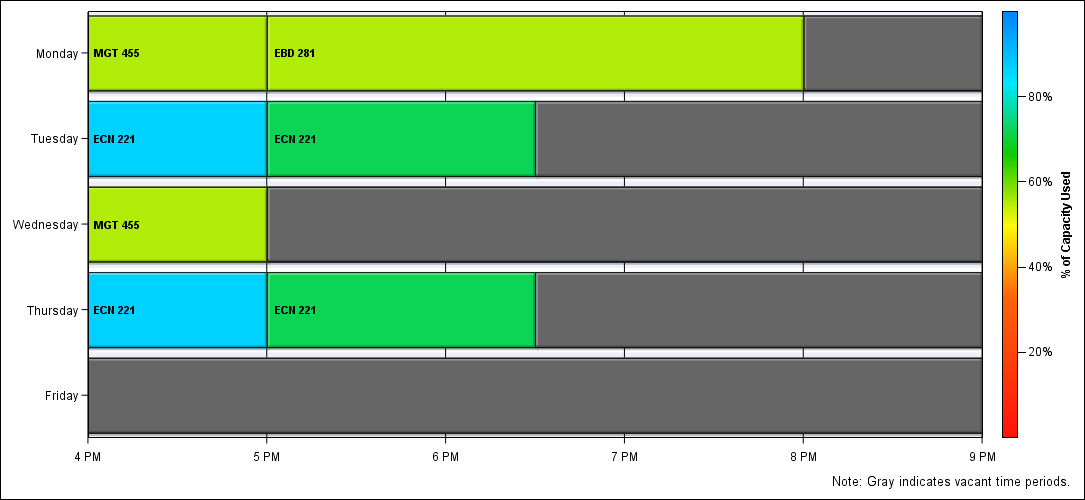 Monday
MGT 455
EBD 281
Tuesday
ECN 221
ECN 221
Wednesday
MGT 455
Thursday
ECN 221
ECN 221
Friday
4 PM
5 PM
6 PM
7 PM
8 PM
9 PM
80%
60%
40%
20%
% of Capacity Used
Note: Gray indicates vacant time periods.